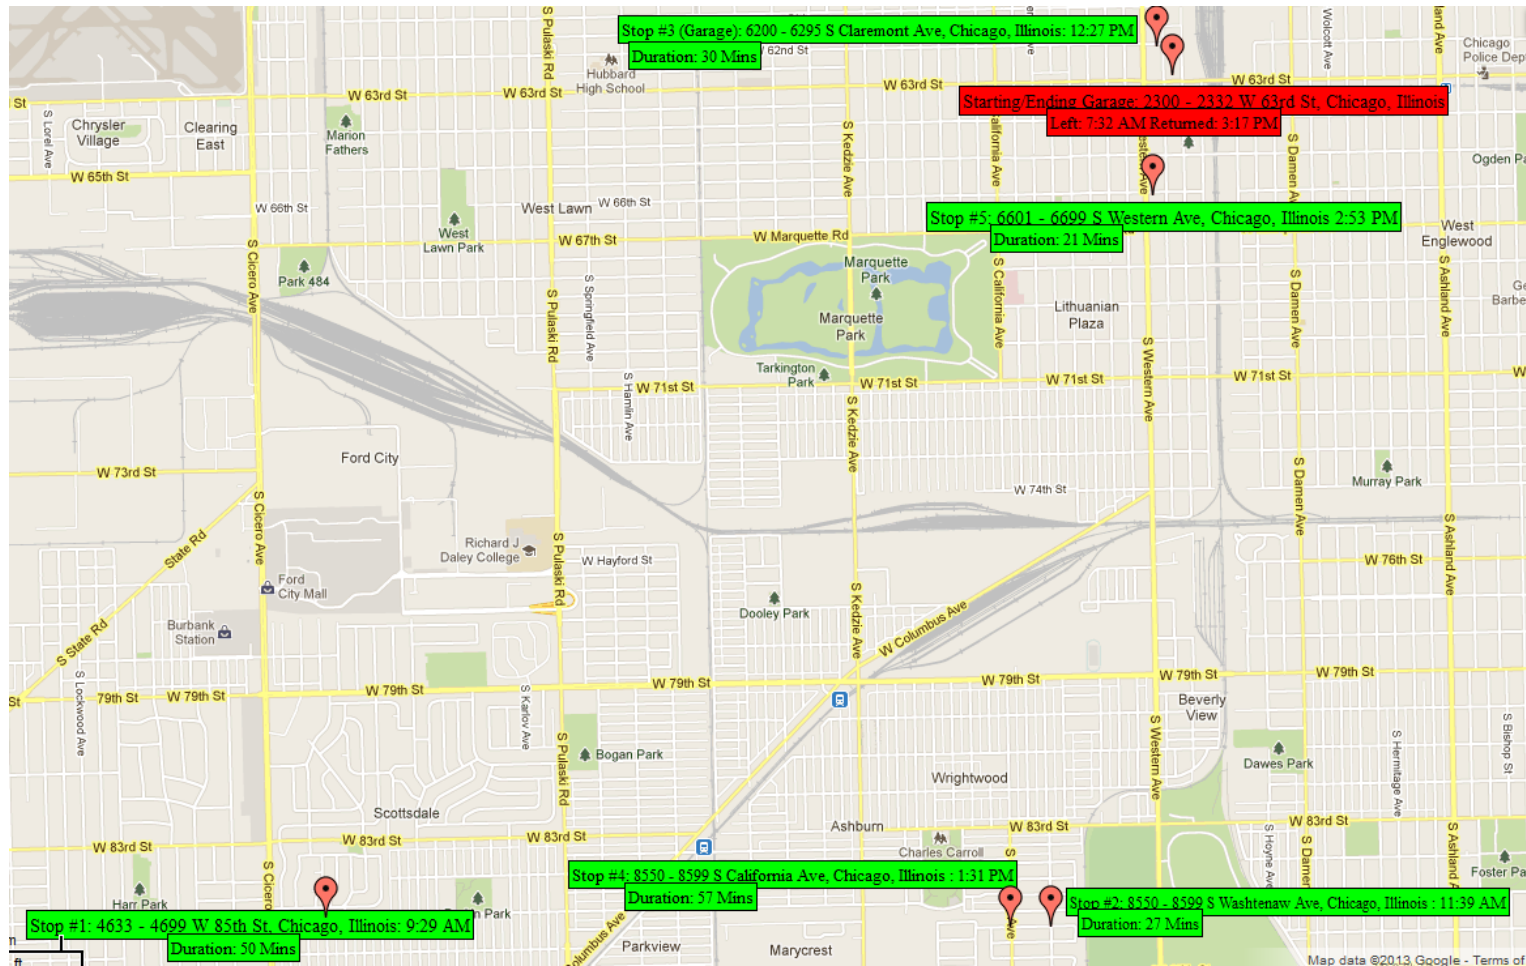 Stop #3 (Garage): 6200 - 6295 S Claremont Ave, Chicago, Illinois: 12:27 PM
Duration: 30 Mins
W 62nd St
S Pulaski Rd
Wolcott Ave
Chicago
Police Dept
Hubbard
High School
St
W 63rd St
W 63rd St
W 63rd St
W 63rd St
Starting/Ending Garage: 2300 - 2332 W 63rd St, Chicago, Illinois
Left: 7:32 AM Returned: 3:17 PM
S Lorel Ave
Chrysler
Village
Clearing
East
Marion
Fathers
S Kedzie Ave
California Ave
S Damen Av
Ogden Pa
W 65th St
W 66th St
West Lawn
W 66th St
Stop #5: 6601 - 6699 S Western Ave, Chicago, Illinois 2:53 PM
Duration: 21 Mins
West
Lawn Park
W 67th St
W Marquette Rd
West
Englewood
S Cicero Ave
Park 484
S Springfield Ave
S Pulaski Rd
Marquette
Park
Marquette
Park
S California Ave
Lithuanian
Plaza
S Damen Ave
S Ashland Ave
Ge
Barbe
S Western Ave
Tarkington
Park
S Hamlin Ave
W 71st St
W 71st St
W 71st St
W 71st St
W
S Kedzie Ave
Ford City
W 73rd St
W 74th St
S Damen Ave
Murray Park
S Cicero Ave
State Rd
Richard J
Daley College
S Pulaski Rd
W Hayford St
S Ashland Ave
W 76th St
Ford
City Mall
Dooley Park
S Kedzie Ave
W Columbus Ave
Burbank
Station
S State Rd
St
79th St
W 79th St
W 79th St
W 79th St
W 79th St
W 79th St
W 79th St
S Lockwood Ave
S Karlov Ave
Beverly
View
S Western Ave
S Pulaski Rd
Bogan Park
S Hermitage Ave
S Bishop St
Dawes Park
Wrightwood
Scottsdale
W 83rd St
W 83rd St
W 83rd St
Ashburn
W 83rd St
W 83rd St
Charles Carroll
S Hoyne Ave
S Damen
S Ashland A
S Cicero
Foster Pa
Harr Park
Stop #4: 8550 - 8599 S California Ave, Chicago, Illinois : 1:31 PM
Duration: 57 Mins
Stop #1: 4633 - 4699 W 85th St, Chicago, Illinois: 9:29 AM
Duration: 50 Mins
Stop #2: 8550 - 8599 S Washtenaw Ave, Chicago, Illinois : 11:39 AM
Duration: 27 Mins
Columbus Ave
Parkview
Marycrest
ft
Map data ©2013 Google - Terms of